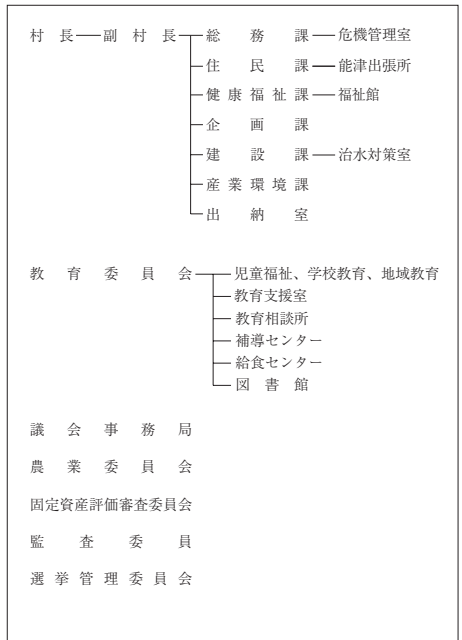 村長 副村長 総務課 危機管理室
住民課 能津出張所
健康福祉課 福祉館
企画課
建設課 治水対策室
産業環境課
出納室
教育委員会 児童福祉、学校教育、地域教育
教育支援室
教育相談所
補導センター
給食センター
図書館
議会事務局
農業委員会
固定資産評価審査委員会
監査委員
選挙管理委員会